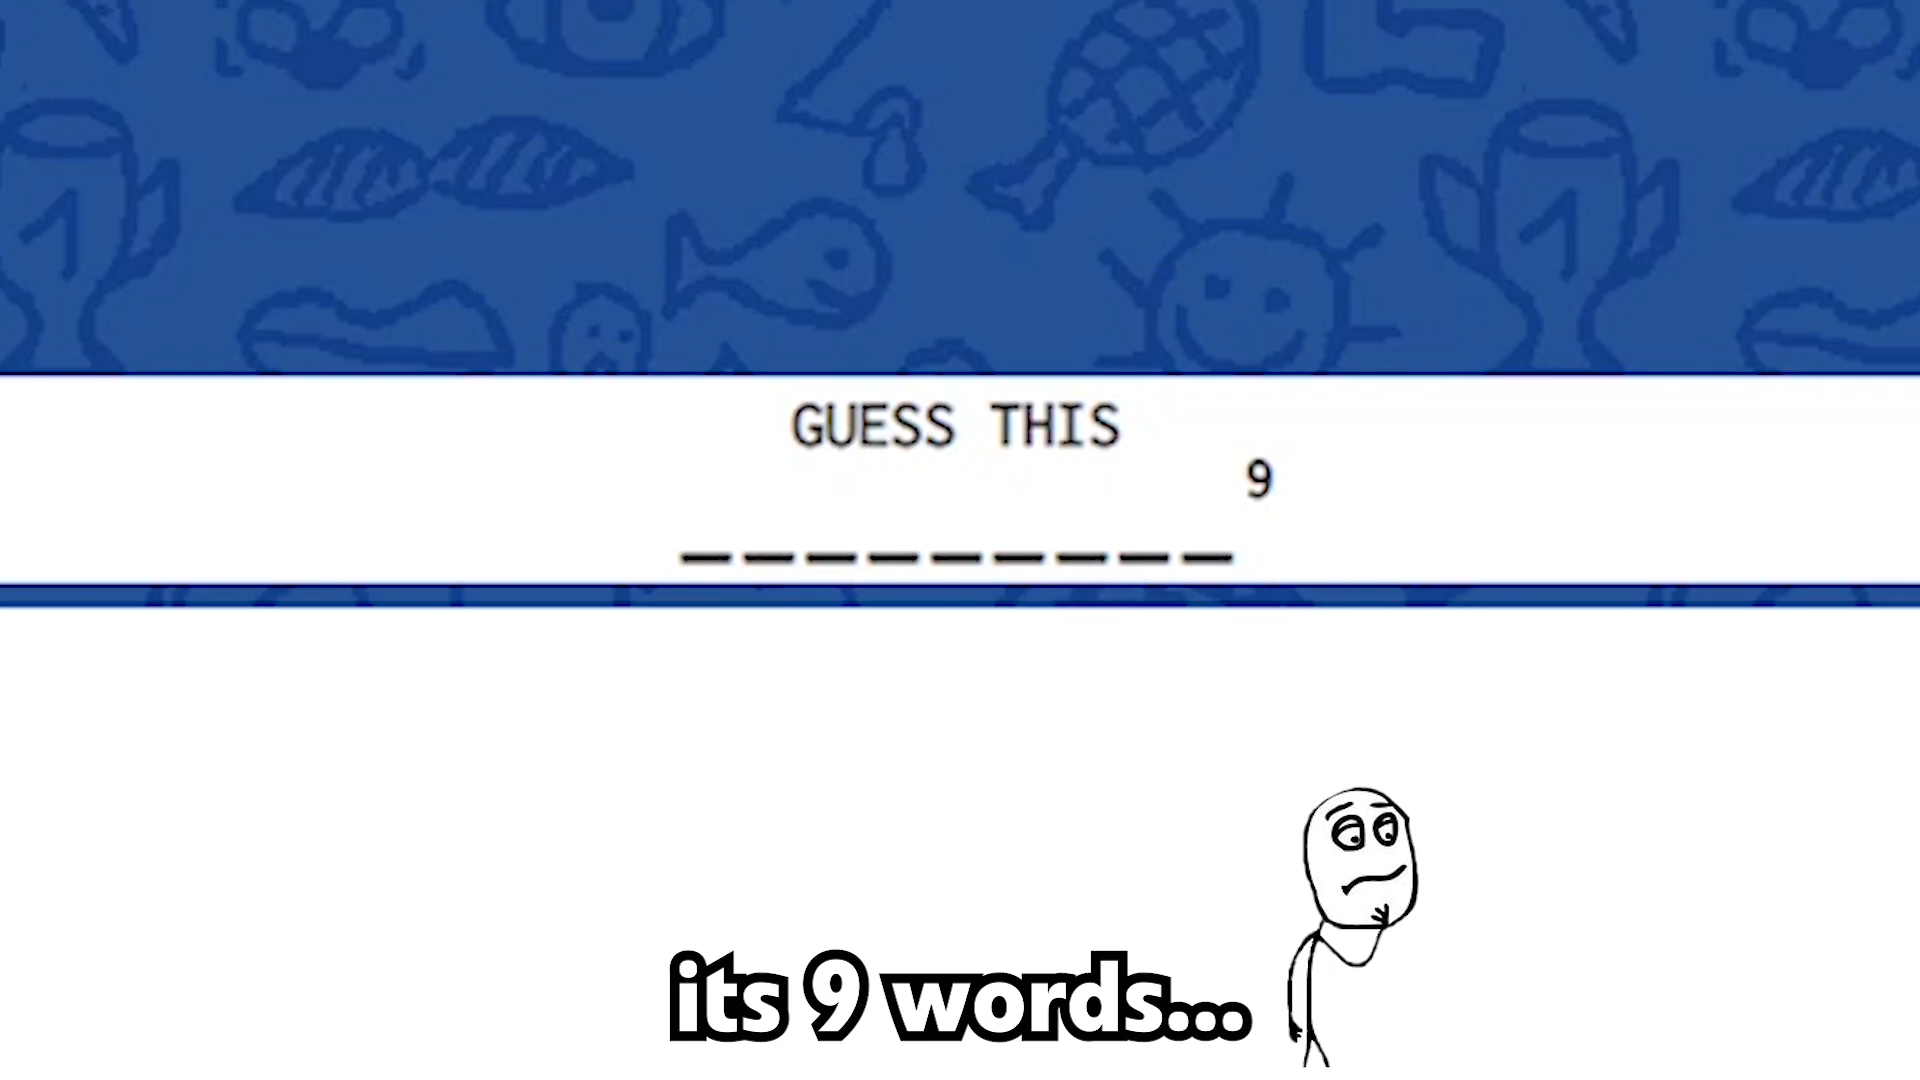 GUESS THIS
9
_ _ _ _ _ _ _ _ _
its 9 words...